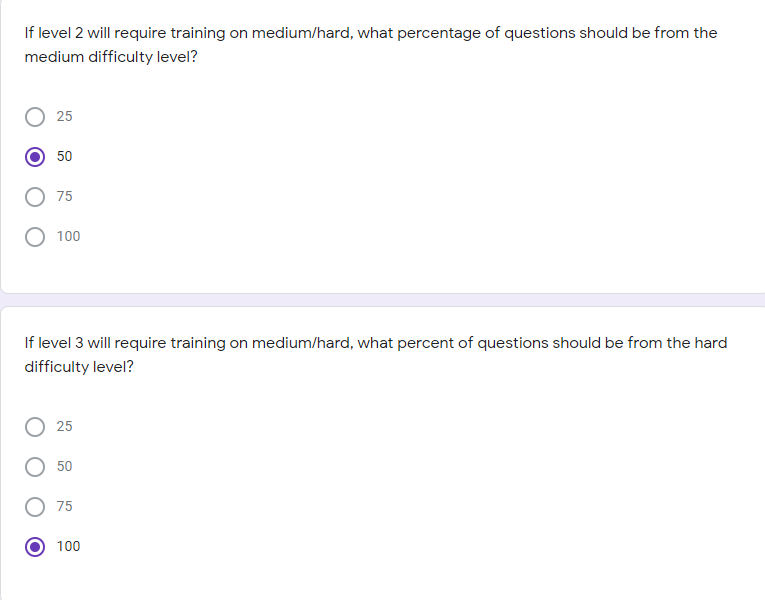 If level 2 will require training on medium/hard, what percentage of questions should be from the
medium difficulty level?
25
50
75
100
If level 3 will require training on medium/hard, what percent of questions should be from the hard
difficulty level?
25
50
75
100